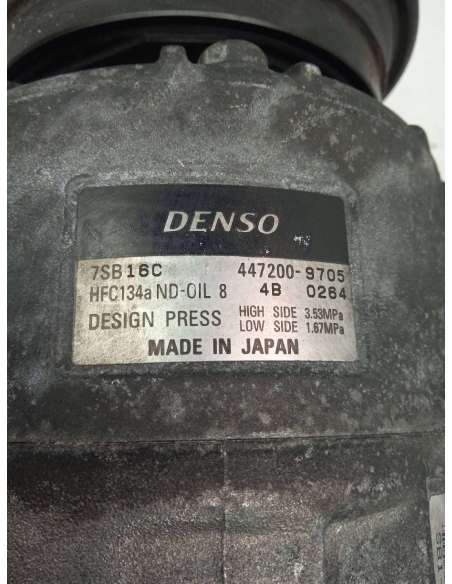 DENSO
7SB16C 447200-9705
HFC134a ND-OIL 8 4B 0264
DESIGN PRESS HIGH SIDE 3.53MPa
LOW SIDE 1.67MPa
MADE IN JAPAN